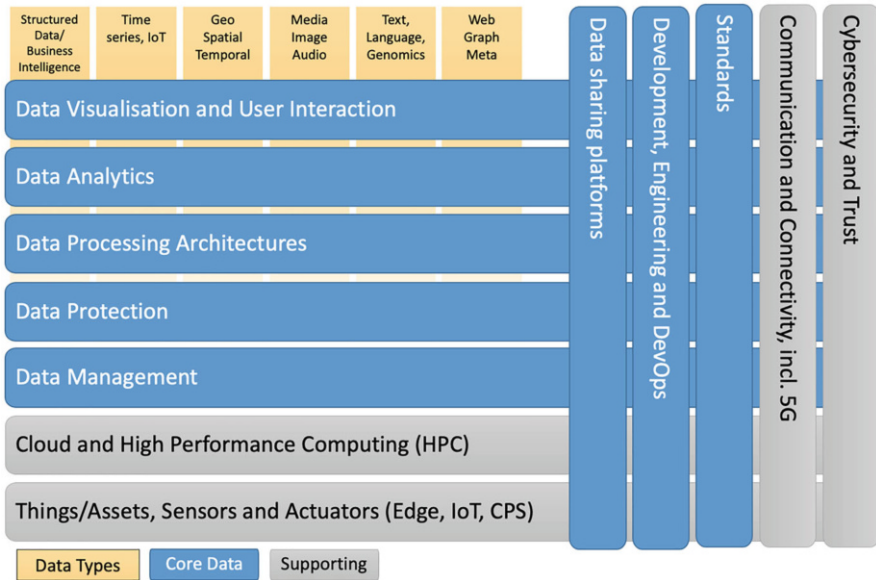 Structured
Data/
Business
Intelligence
Time
series, IoT
Geo
Spatial
Temporal
Media
Image
Audio
Text,
Language,
Genomics
Web
Graph
Meta
Data Visualisation and User Interaction
Data Analytics
Data Processing Architectures
Data Protection
Data Management
Cloud and High Performance Computing (HPC)
Things/Assets, Sensors and Actuators (Edge, IoT, CPS)
Data sharing platforms
Development, Engineering and DevOps
Standards
Communication and Connectivity, incl. 5G
Cybersecurity and Trust
Data Types
Core Data
Supporting